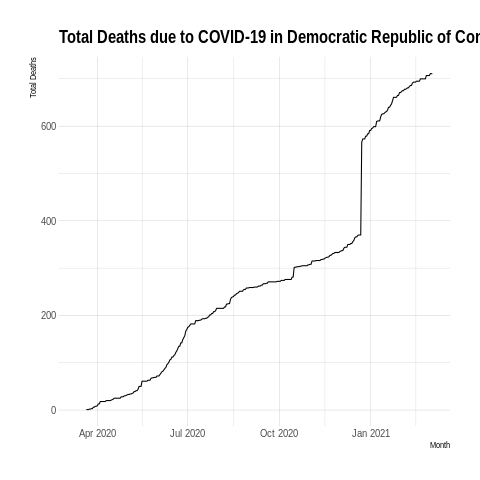 Total Deaths due to COVID-19 in Democratic Republic of Cor
Total Deaths
600
400
200
0
Apr 2020
Jul 2020
Oct 2020
Jan 2021
Month